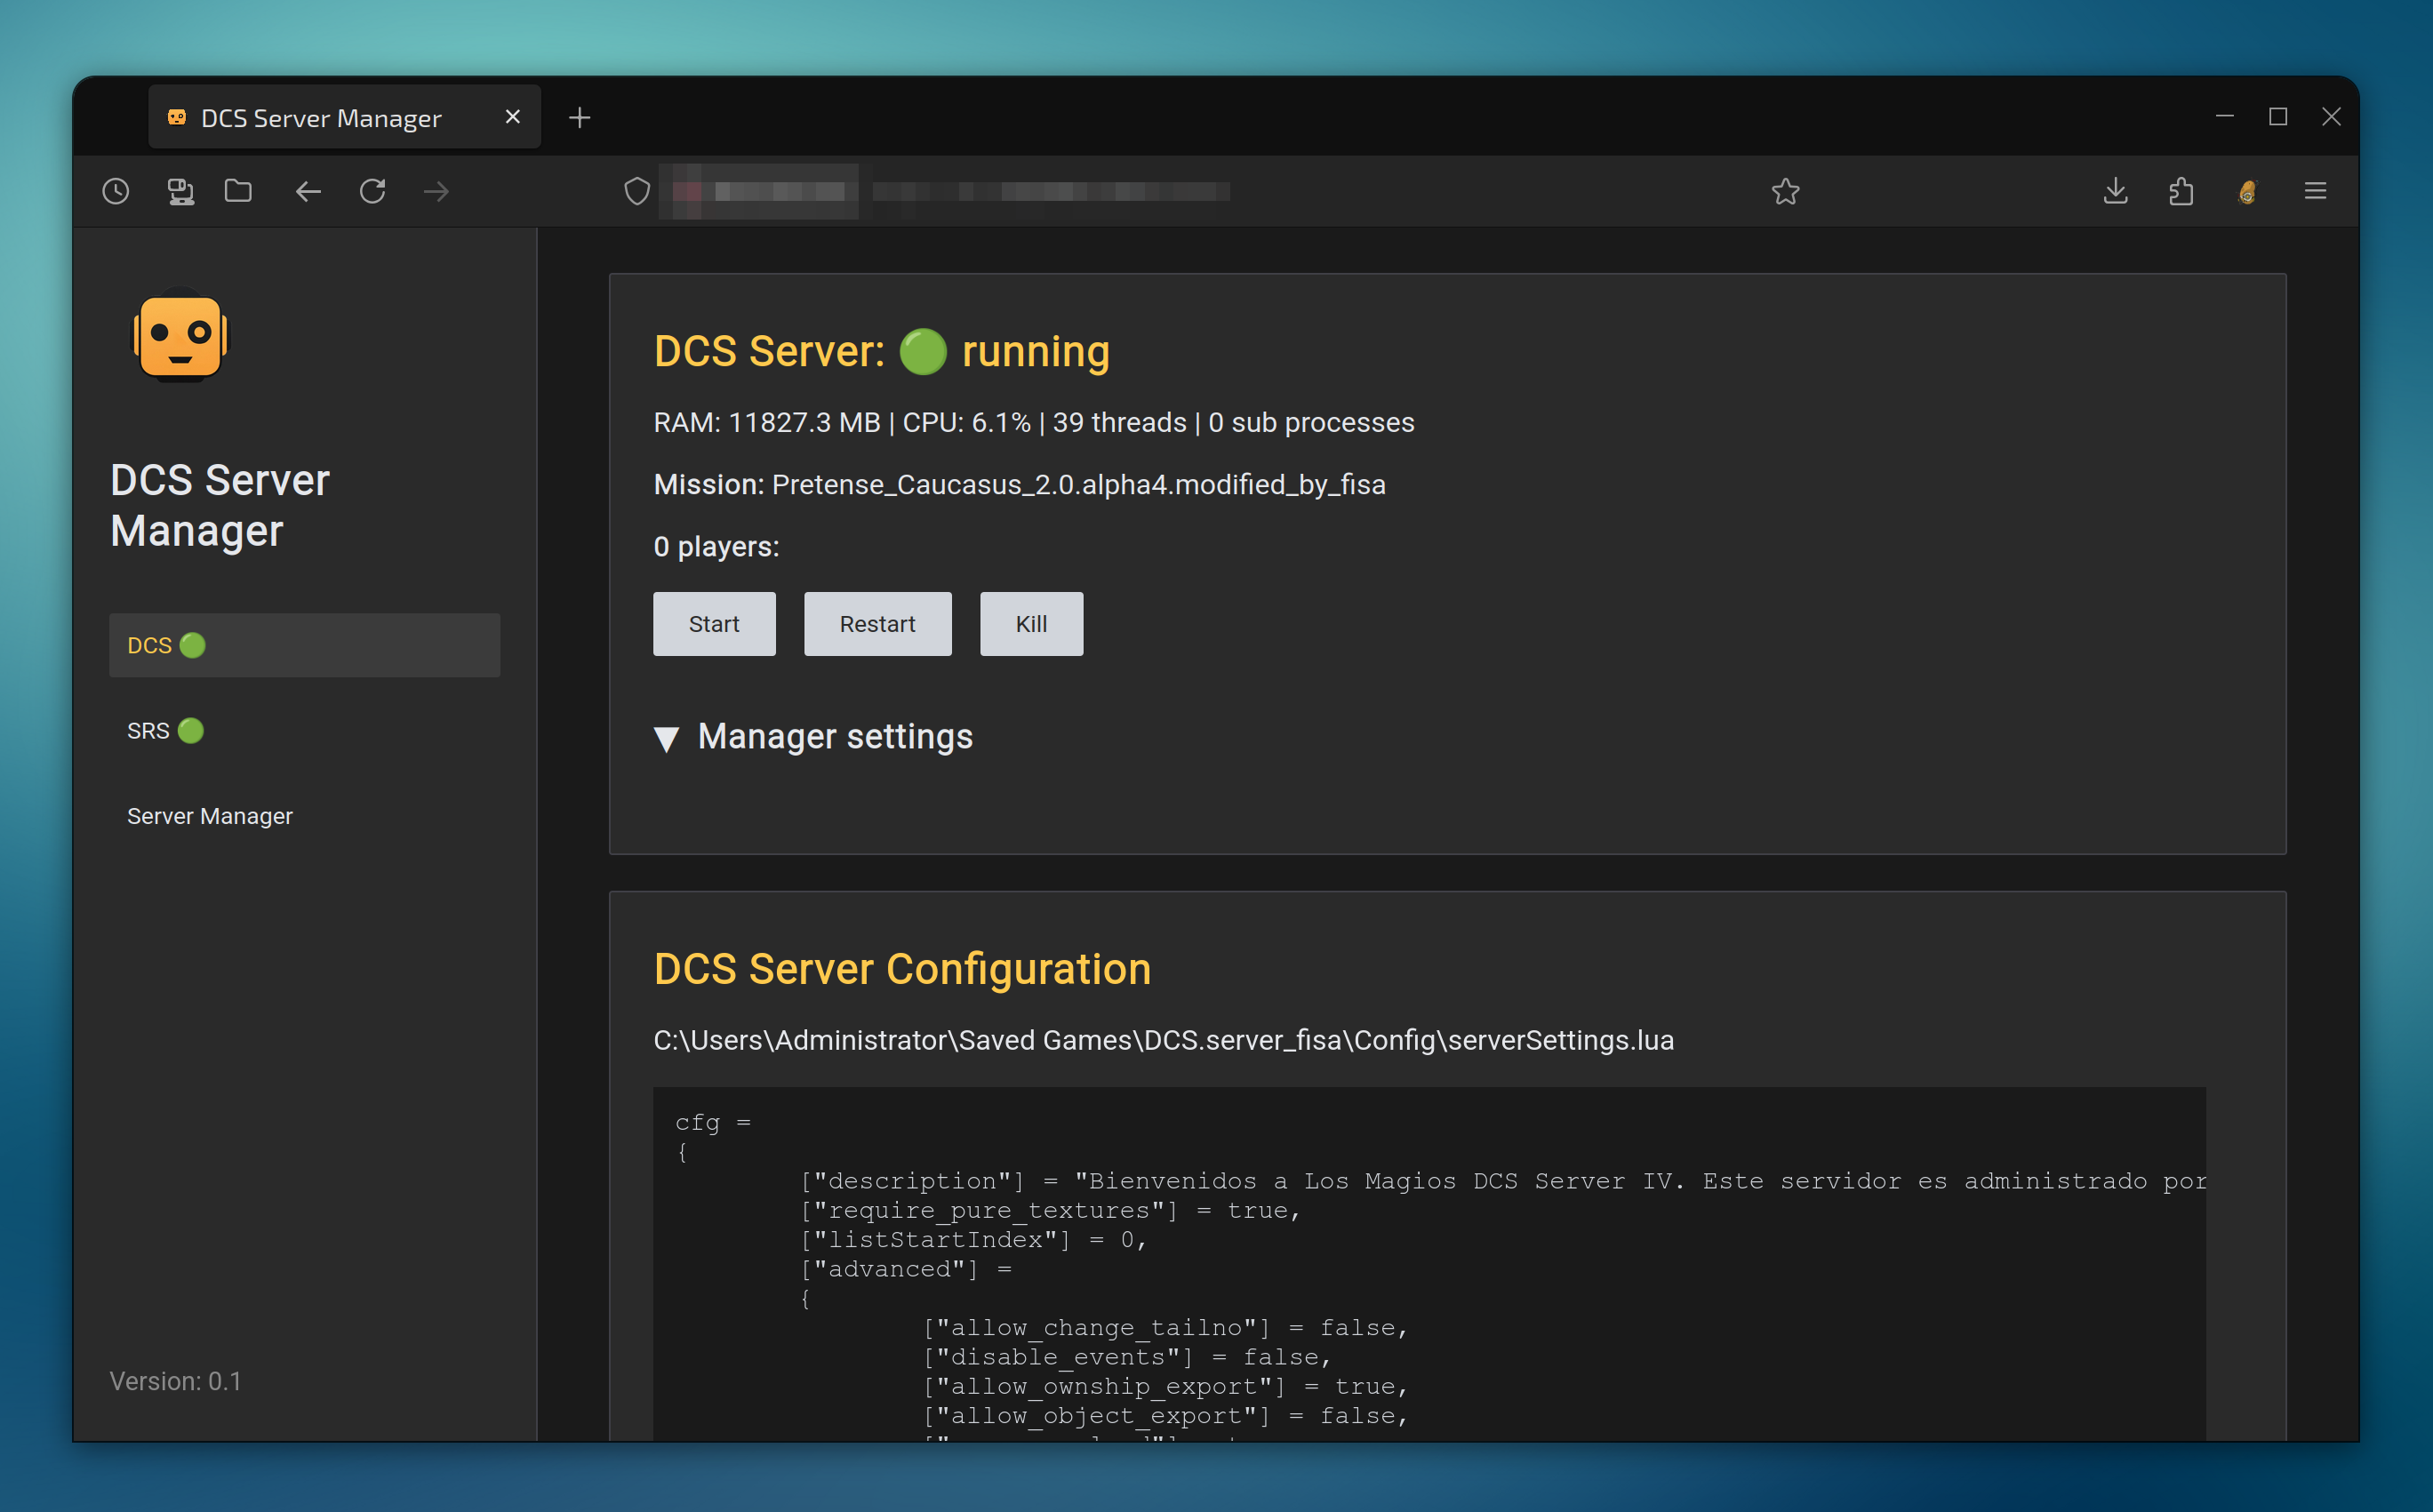 DCS Server Manager
DCS Server
Manager
DCS
SRS
Server Manager
Version: 0.1
DCS Server: running
RAM: 11827.3 MB | CPU: 6.1% | 39 threads | 0 sub processes
Mission: Pretense_Caucasus_2.0.alpha4.modified_by_fisa
0 players:
Start Restart Kill
▼ Manager settings
DCS Server Configuration
C:\Users\Administrator\Saved Games\DCS.server_fisa\Config\serverSettings.lua
cfg =
{
["description"] = "Bienvenidos a Los Magios DCS Server IV. Este servidor es administrado por
["require_pure_textures"] = true,
["listStartIndex"] = 0,
["advanced"] =
{
["allow_change_tailno"] = false,
["disable_events"] = false,
["allow_ownship_export"] = true,
["allow_object_export"] = false,